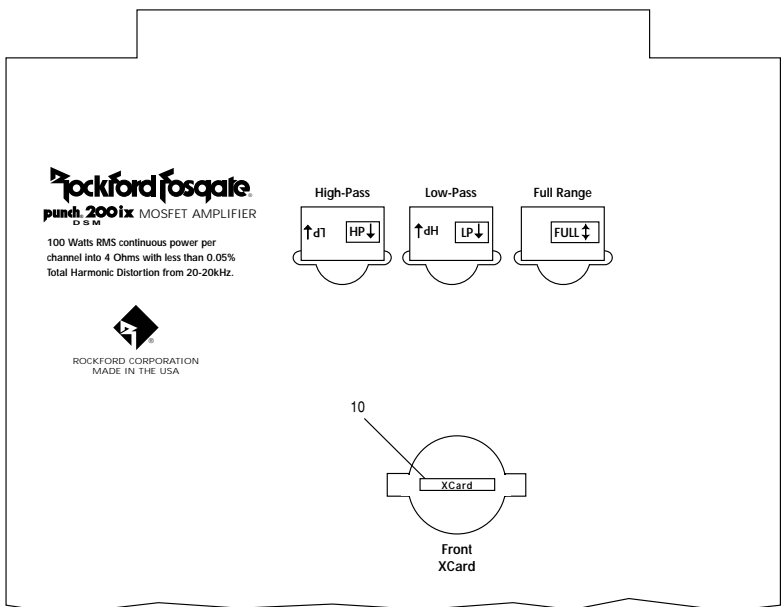 Rockford Fosgate®
punch® 200ix MOSFET AMPLIFIER
DSM
100 Watts RMS continuous power per
channel into 4 Ohms with less than 0.05%
Total Harmonic Distortion from 20-20kHz.
®
ROCKFORD CORPORATION
MADE IN THE USA
High-Pass
LP↓ HP↓
Low-Pass
HP↓ LP↓
Full Range
FULL↕
10
XCard
Front
XCard